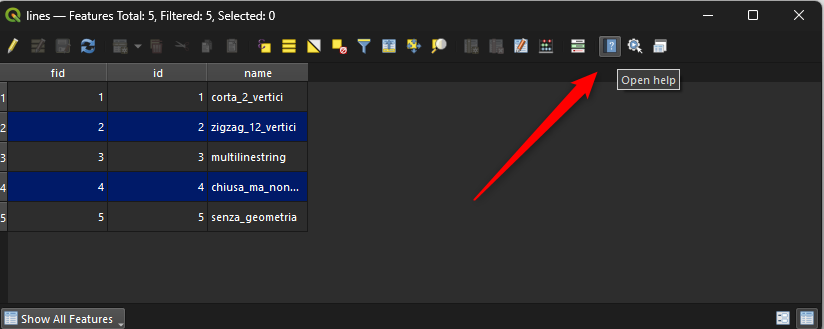 lines — Features Total: 5, Filtered: 5, Selected: 0
fid id name
1 1 1 corta_2_vertici
2 2 2 zigzag_12_vertici
3 3 3 multilinestring
4 4 4 chiusa_ma_non...
5 5 5 senza_geometria
Open help
Show All Features